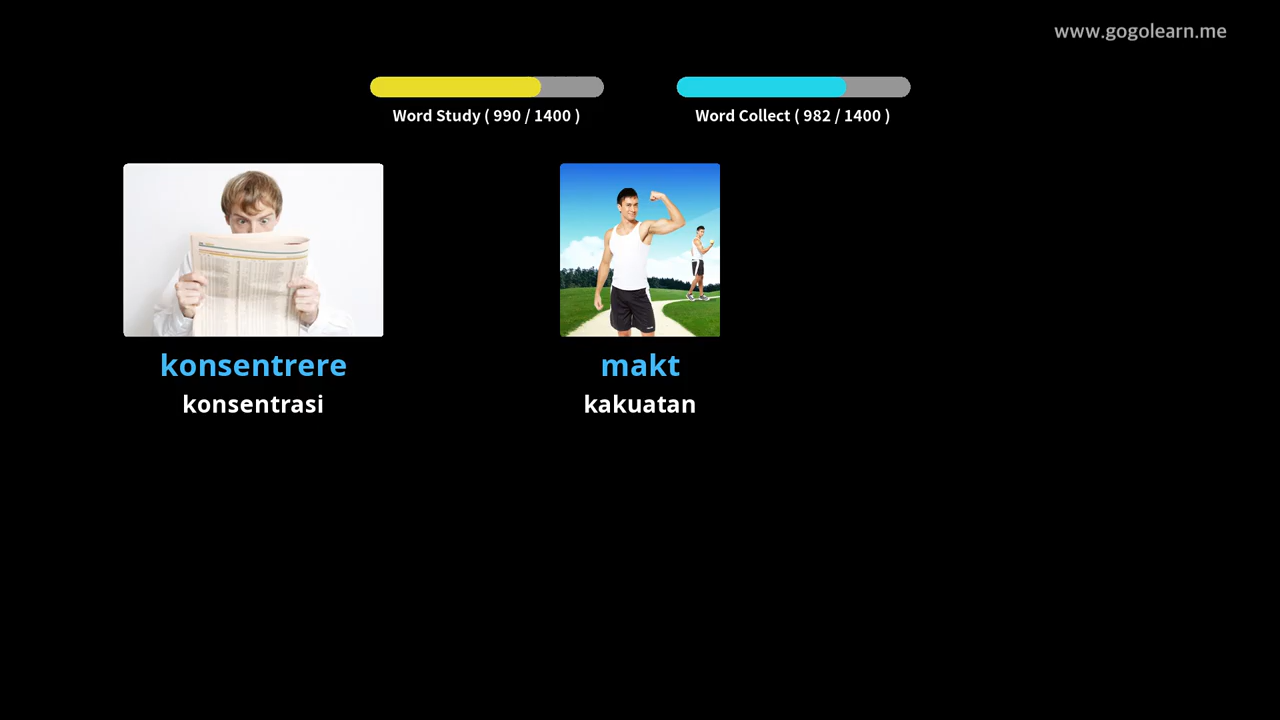 www.gogolearn.me
Word Study ( 990 / 1400 )
Word Collect ( 982 / 1400 )
konsentrere
konsentrasi
makt
kakuatan